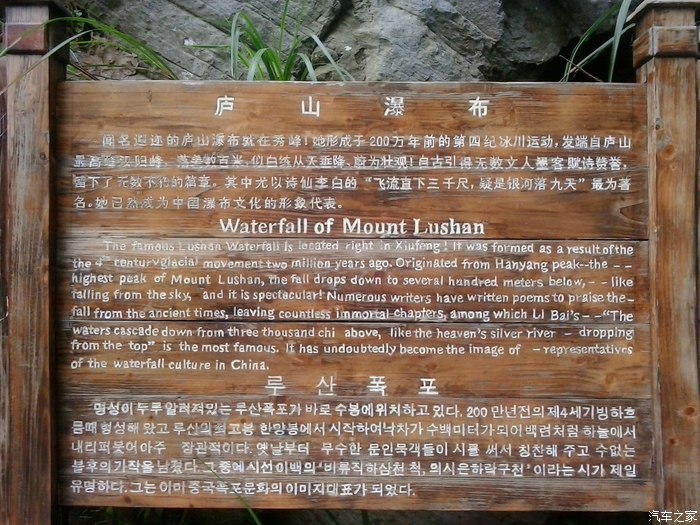 庐山瀑布
闻名遐迩的庐山瀑布就在秀峰！她形成于200万年前的第四纪冰川运动，发端自庐山
最高峰汉阳峰，落差数百米，似白练从天垂降，蔚为壮观！自古引得无数文人墨客赋诗赞誉，
留下了无数不朽的篇章。其中尤以诗仙李白的“飞流直下三千尺，疑是银河落九天”最为著
名。她已然成为中国瀑布文化的形象代表。
Waterfall of Mount Lushan
The famous Lushan Waterfall is located right in Xiufeng! It was formed as a result of the
the 4th centuryglacial movement two million years ago. Originated from Hanyang peak--the - -
highest peak of Mount Lushan, the fall drops down to several hundred meters below, - - like
falling from the sky, and it is spectacular! Numerous writers have written poems to praise the-
fall from the ancient times, leaving countless immortal chapters, among which Li Bai's - -“The
waters cascade down from three thousand chi above, like the heaven's silver river - dropping
from the top” is the most famous. It has undoubtedly become the image of - representatives
of the waterfall culture in China.
루산폭포
명성이 두루 알려져있는 루산폭포가 바로 수봉에 위치하고 있다. 200 만년전의 제4세기빙하흐
름때 형성해 왔고 루산의 최고봉 한양봉에서 시작하여낙차가 수백미터가되어백련처럼 하늘에서
내리퍼붓어아주 장관적이다. 옛날부터 무수한 문인묵객들이 시를 써서 칭찬해 주고 수없는
불후의가작을 남겼다. 그중에 시선 이백의 ‘비류직하삼천 척, 의시은하락구천’ 이라는 시가 제일
유명하다. 그는 이미 중국폭포문화의 이미지대표가 되었다.
汽车之家